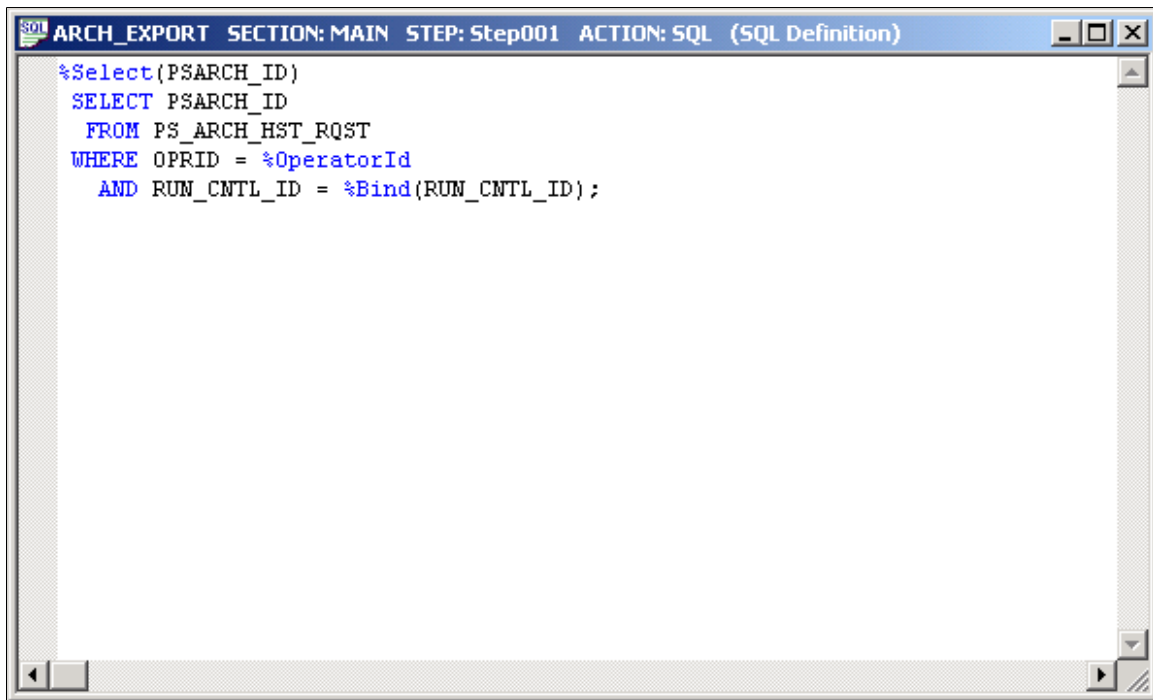 SQL
ARCH_EXPORT SECTION: MAIN STEP: Step001 ACTION: SQL (SQL Definition)
%Select(PSARCH_ID)
SELECT PSARCH_ID
FROM PS_ARCH_HST_RQST
WHERE OPRID = %OperatorId
AND RUN_CNTL_ID = %Bind(RUN_CNTL_ID);